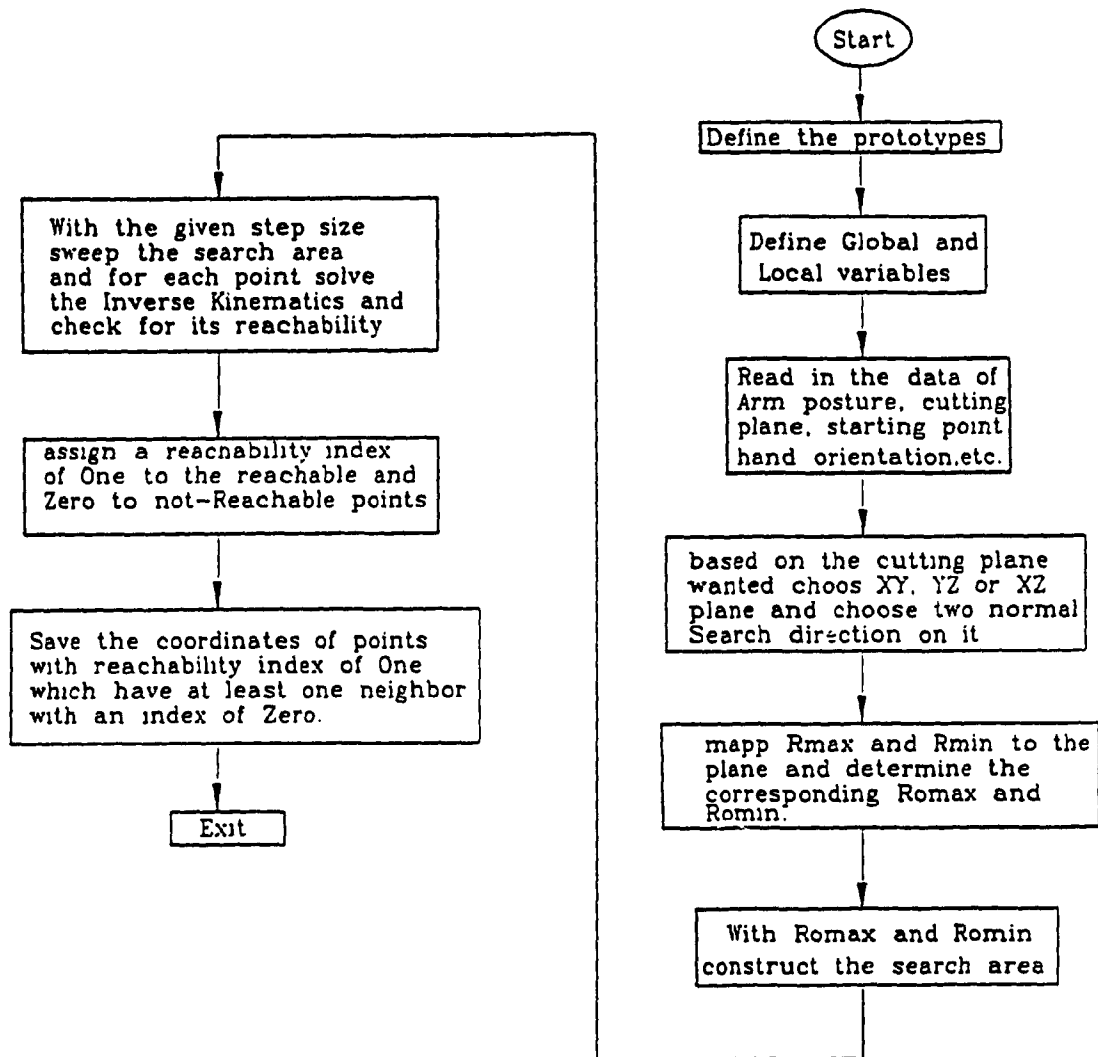 Start
Define the prototypes
Define Global and
Local variables
Read in the data of
Arm posture, cutting
plane, starting point
hand orientation,etc.
based on the cutting plane
wanted choos XY, YZ or XZ
plane and choose two normal
Search direction on it
mapp Rmax and Rmin to the
plane and determine the
corresponding Romax and
Romin.
With Romax and Romin
construct the search area
With the given step size
sweep the search area
and for each point solve
the Inverse Kinematics and
check for its reachability
assign a reachability index
of One to the reachable and
Zero to not-Reachable points
Save the coordinates of points
with reachability index of One
which have at least one neighbor
with an index of Zero.
Exit